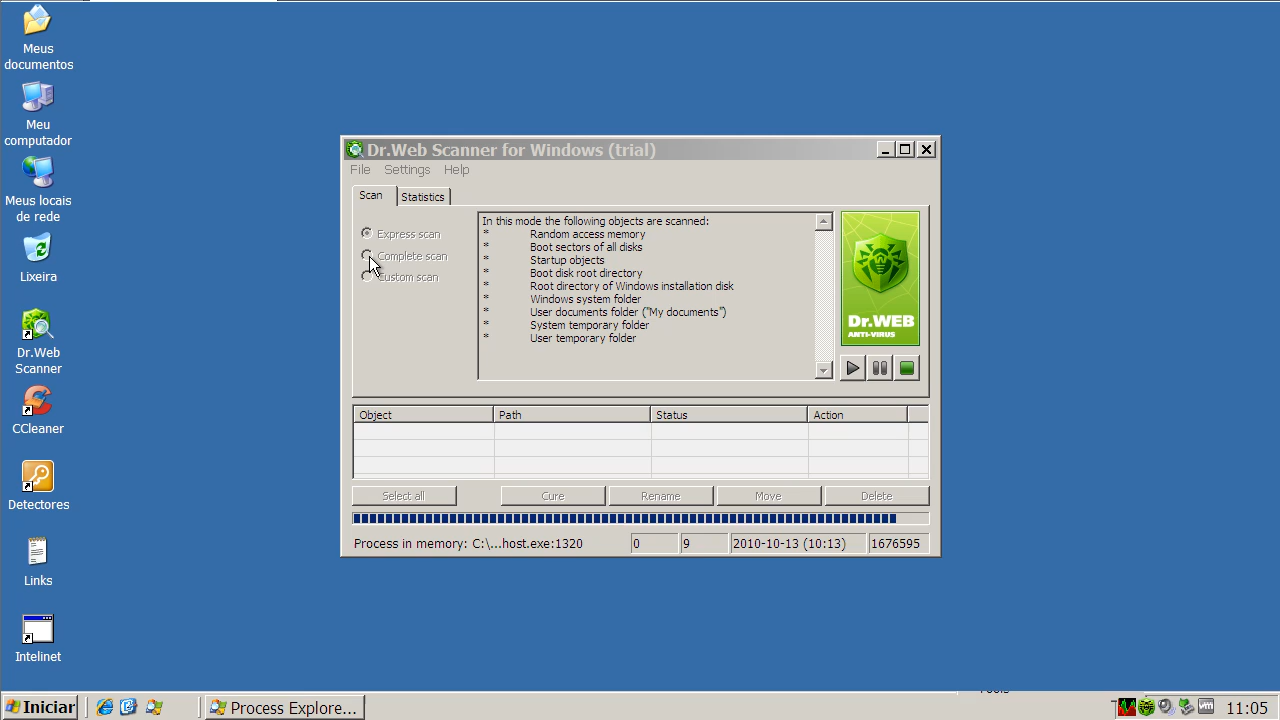 Meus
documentos
Meu
computador
Meus locais
de rede
Lixeira
Dr.Web
Scanner
CCleaner
Detectores
Links
Intelinet
Dr.Web Scanner for Windows (trial)
File Settings Help
Scan Statistics
Express scan
Complete scan
Custom scan
In this mode the following objects are scanned:
* Random access memory
* Boot sectors of all disks
* Startup objects
* Boot disk root directory
* Root directory of Windows installation disk
* Windows system folder
* User documents folder ("My documents")
* System temporary folder
* User temporary folder
Dr.WEB
ANTI-VIRUS
Object Path Status Action
Select all Cure Rename Move Delete
Process in memory: C:\...host.exe:1320 0 9 2010-10-13 (10:13) 1676595
Iniciar Process Explore... vm 11:05